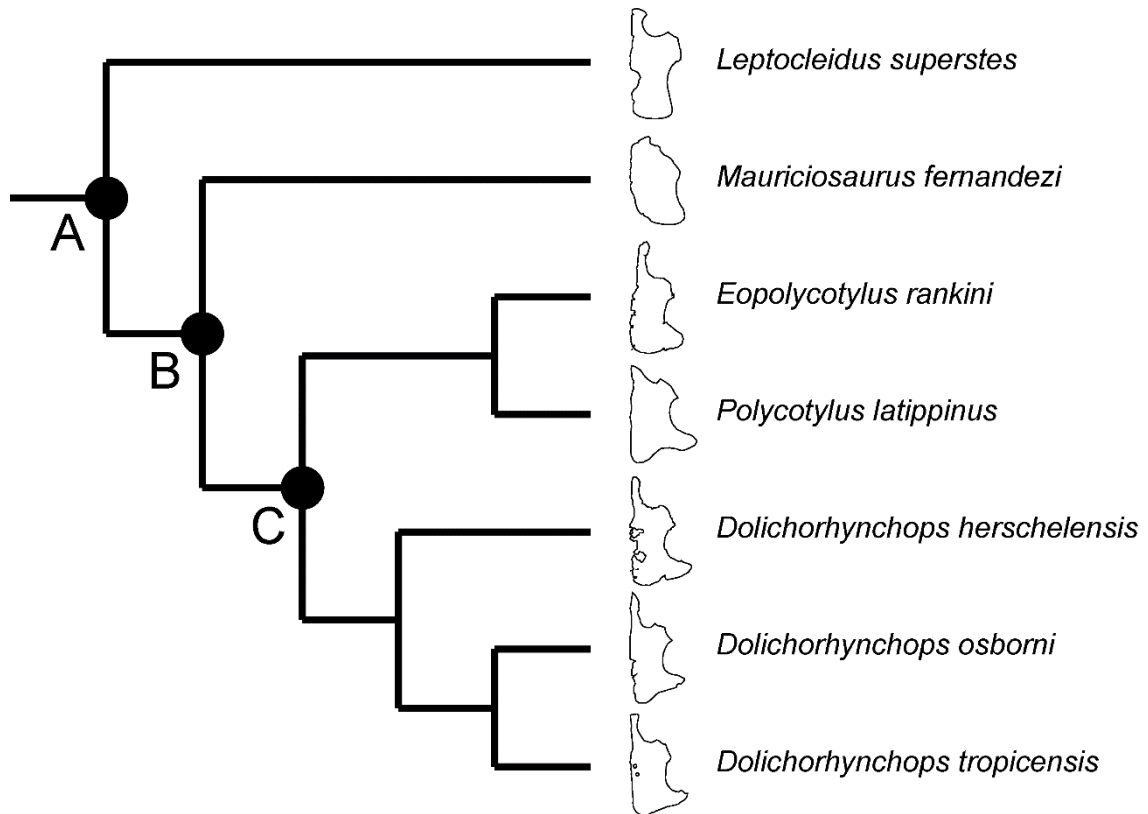 Leptocleidus superstes
Mauriciosaurus fernandezi
A
Eopolycotylus rankini
B
Polycotylus latippinus
C
Dolichorhynchops herschelensis
Dolichorhynchops osborni
Dolichorhynchops tropicensis